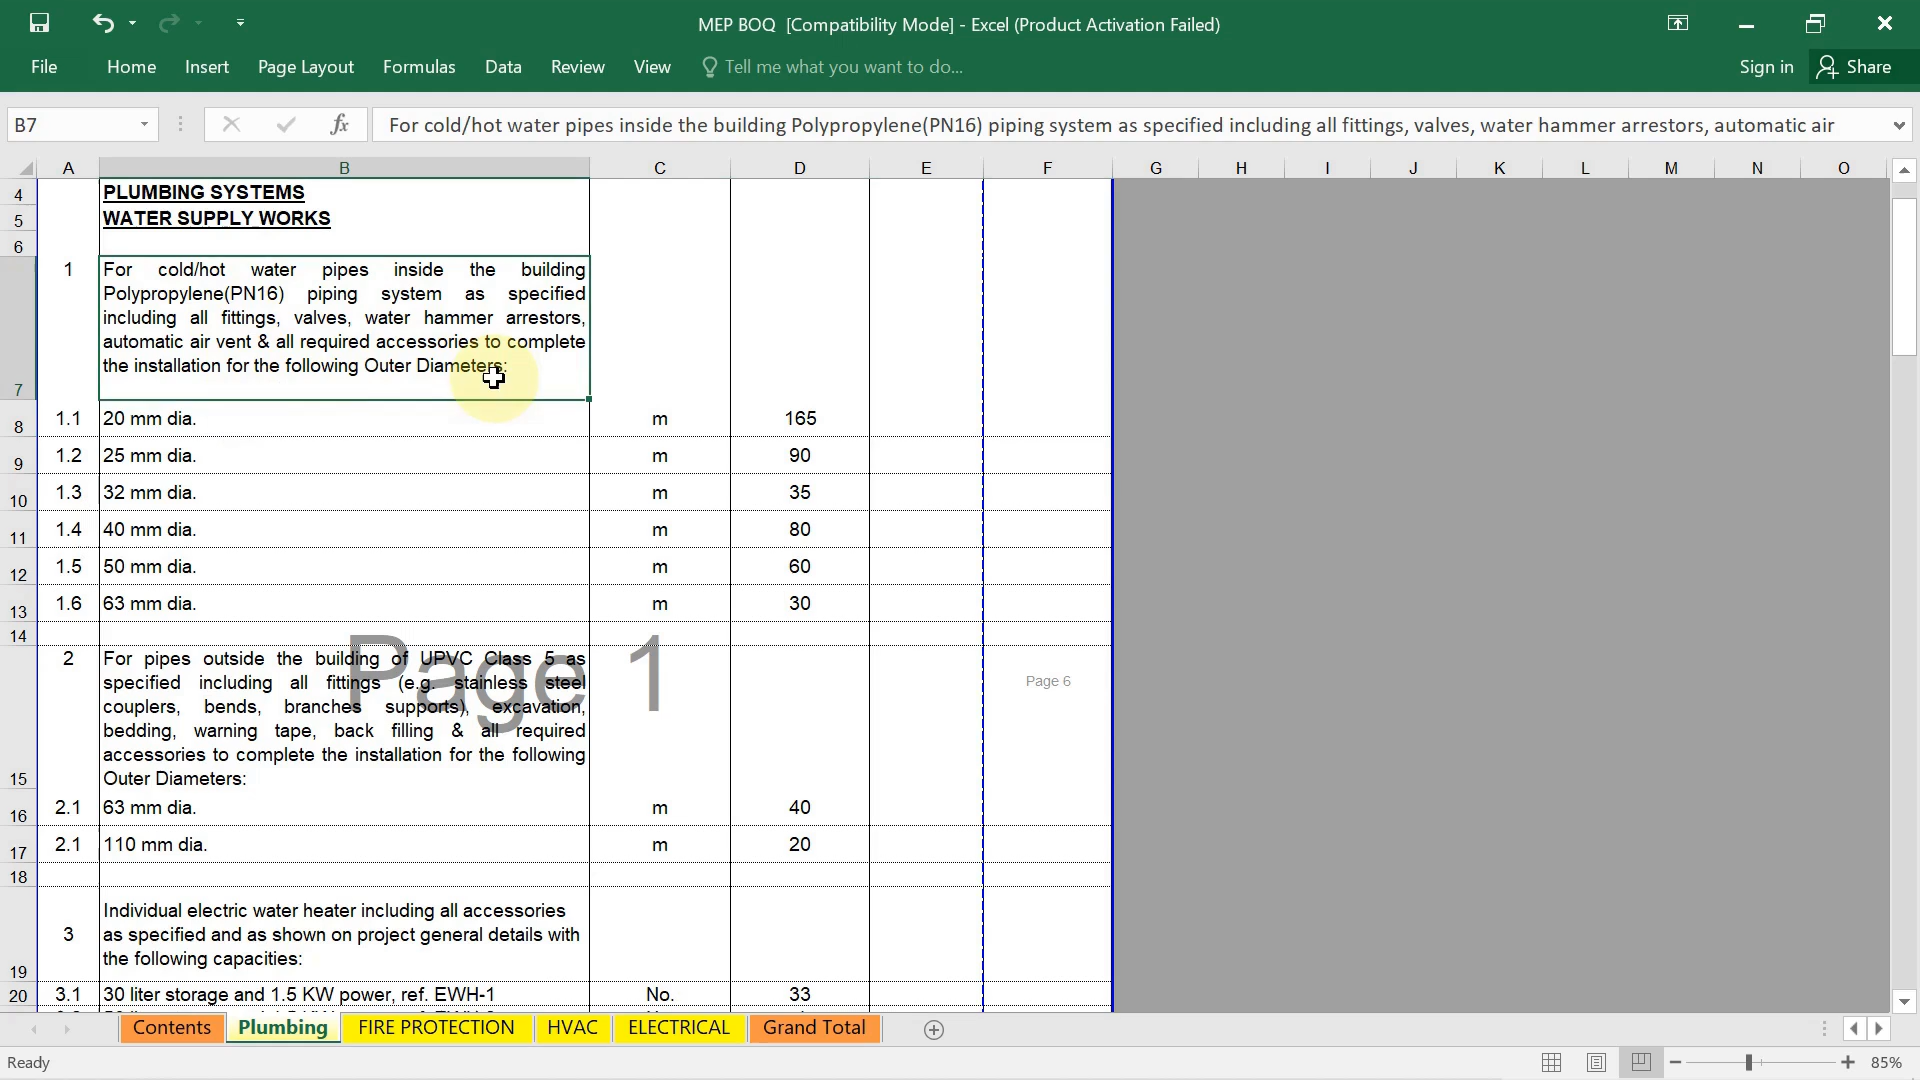 MEP BOQ [Compatibility Mode] - Excel (Product Activation Failed)
File Home Insert Page Layout Formulas Data Review View Tell me what you want to do... Sign in Share
B7 fx For cold/hot water pipes inside the building Polypropylene(PN16) piping system as specified including all fittings, valves, water hammer arrestors, automatic air
A B C D E F G H I J K L M N O
4 PLUMBING SYSTEMS
5 WATER SUPPLY WORKS
6
1 For cold/hot water pipes inside the building
Polypropylene(PN16) piping system as specified
including all fittings, valves, water hammer arrestors,
automatic air vent & all required accessories to complete
the installation for the following Outer Diameters:
7
8 1.1 20 mm dia. m 165
9 1.2 25 mm dia. m 90
10 1.3 32 mm dia. m 35
11 1.4 40 mm dia. m 80
12 1.5 50 mm dia. m 60
13 1.6 63 mm dia. m 30
14
Page 1
2 For pipes outside the building of UPVC Class 5 as
specified including all fittings (e.g. stainless steel Page 6
couplers, bends, branches supports), excavation,
bedding, warning tape, back filling & all required
accessories to complete the installation for the following
15 Outer Diameters:
16 2.1 63 mm dia. m 40
17 2.1 110 mm dia. m 20
18
Individual electric water heater including all accessories
3 as specified and as shown on project general details with
the following capacities:
19
20 3.1 30 liter storage and 1.5 KW power, ref. EWH-1 No. 33
Contents Plumbing FIRE PROTECTION HVAC ELECTRICAL Grand Total
Ready 85%